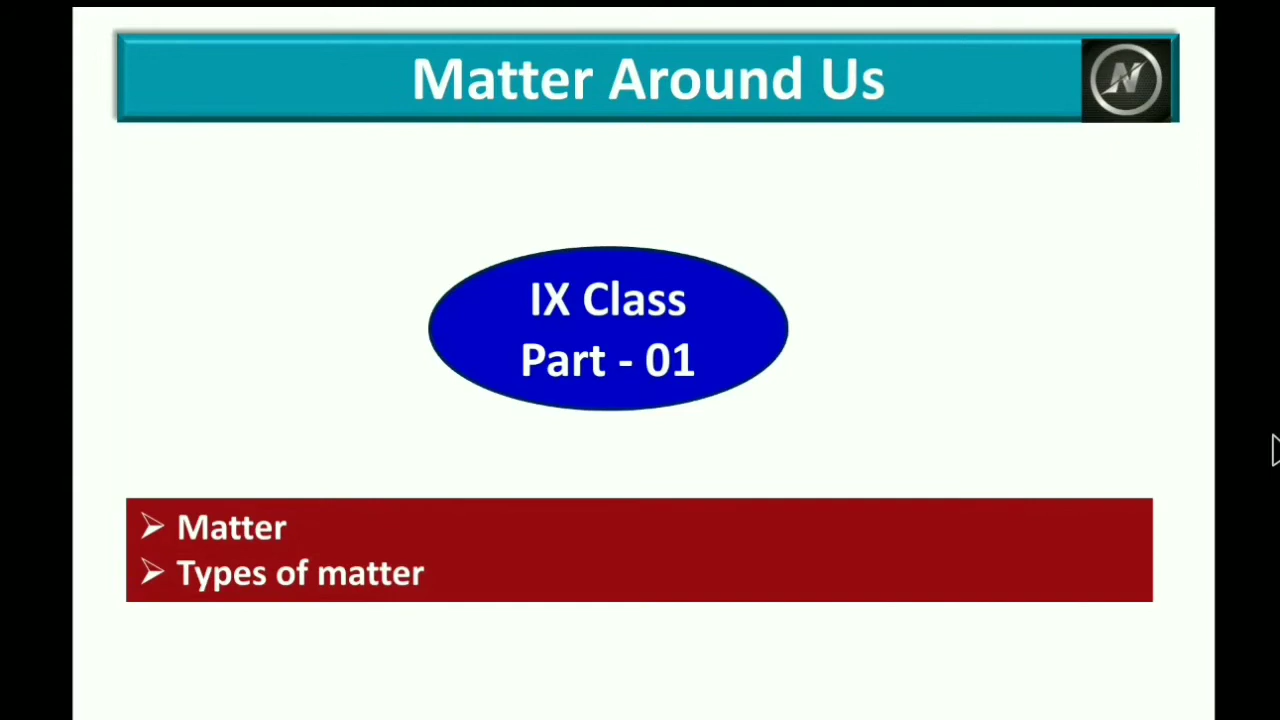 Matter Around Us
N
IX Class
Part - 01
Matter
Types of matter